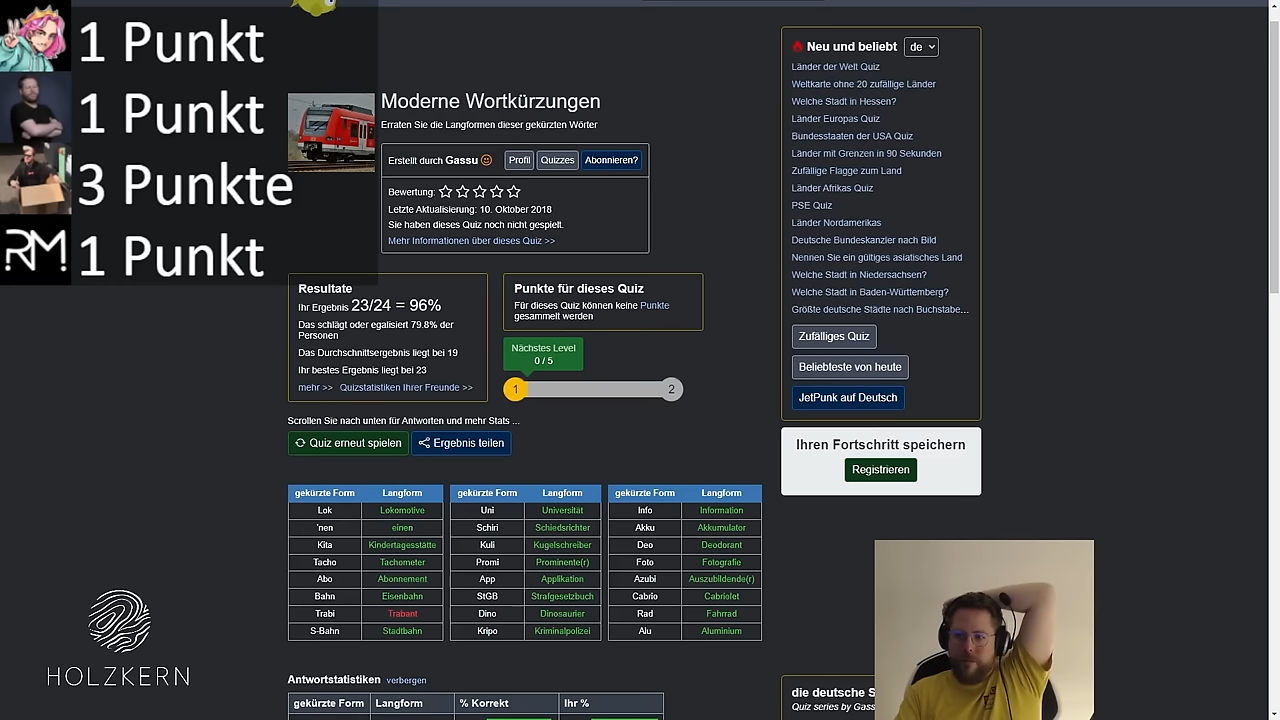 1 Punkt
1 Punkt
3 Punkte
RM
1 Punkt
Moderne Wortkürzungen
Erraten Sie die Langformen dieser gekürzten Wörter
Erstellt durch Gassu
Profil
Quizzes
Abonnieren?
Bewertung:
Letzte Aktualisierung: 10. Oktober 2018
Sie haben dieses Quiz noch nicht gespielt.
Mehr Informationen über dieses Quiz >>
Resultate
Ihr Ergebnis 23/24 = 96%
Das schlägt oder egalisiert 79.8% der
Personen
Das Durchschnittsergebnis liegt bei 19
Ihr bestes Ergebnis liegt bei 23
mehr >> Quizstatistiken Ihrer Freunde >>
Punkte für dieses Quiz
Für dieses Quiz können keine Punkte
gesammelt werden
Nächstes Level
0 / 5
1
2
Scrollen Sie nach unten für Antworten und mehr Stats ...
Quiz erneut spielen
Ergebnis teilen
gekürzte Form Langform
Lok Lokomotive
'nen einen
Kita Kindertagesstätte
Tacho Tachometer
Abo Abonnement
Bahn Eisenbahn
Trabi Trabant
S-Bahn Stadtbahn
gekürzte Form Langform
Uni Universität
Schiri Schiedsrichter
Kuli Kugelschreiber
Promi Prominente(r)
App Applikation
StGB Strafgesetzbuch
Dino Dinosaurier
Kripo Kriminalpolizei
gekürzte Form Langform
Info Information
Akku Akkumulator
Deo Deodorant
Foto Fotografie
Azubi Auszubildende(r)
Cabrio Cabriolet
Rad Fahrrad
Alu Aluminium
Antwortstatistiken verbergen
gekürzte Form Langform % Korrekt Ihr %
Neu und beliebt de
Länder der Welt Quiz
Weltkarte ohne 20 zufällige Länder
Welche Stadt in Hessen?
Länder Europas Quiz
Bundesstaaten der USA Quiz
Länder mit Grenzen in 90 Sekunden
Zufällige Flagge zum Land
Länder Afrikas Quiz
PSE Quiz
Länder Nordamerikas
Deutsche Bundeskanzler nach Bild
Nennen Sie ein gültiges asiatisches Land
Welche Stadt in Niedersachsen?
Welche Stadt in Baden-Württemberg?
Größte deutsche Städte nach Buchstabe...
Zufälliges Quiz
Beliebteste von heute
JetPunk auf Deutsch
Ihren Fortschritt speichern
Registrieren
die deutsche S
Quiz series by Gass
HOLZKERN